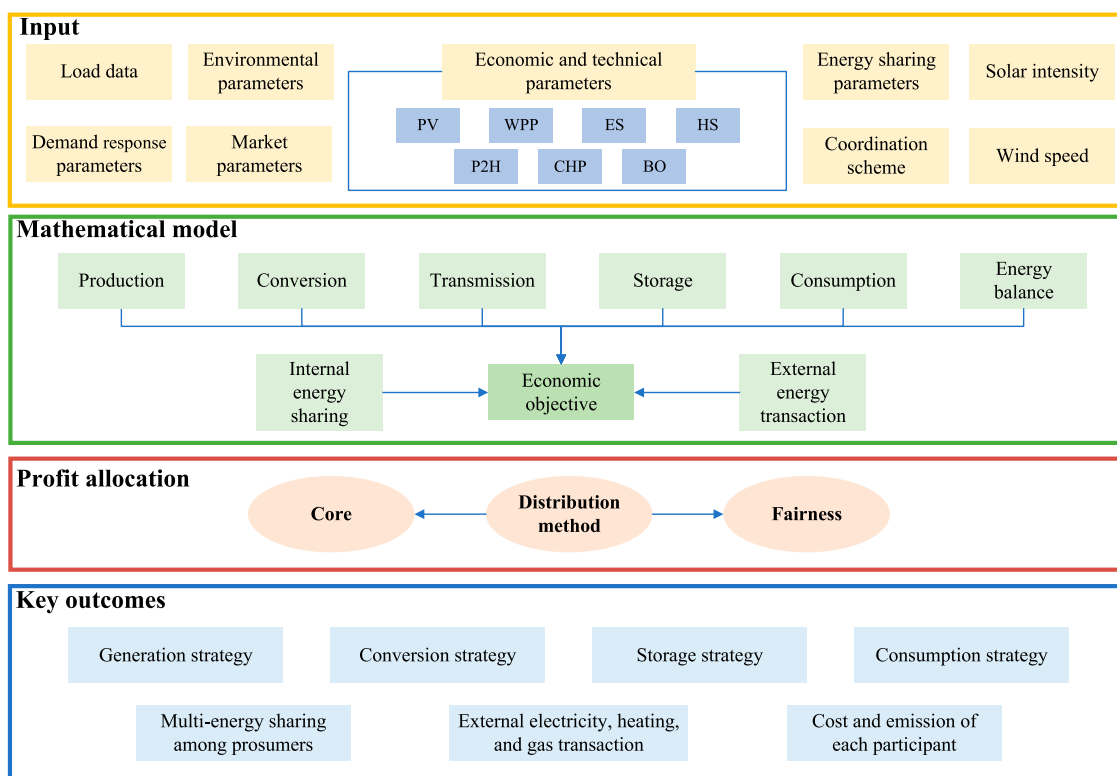 Input
Load data
Environmental
parameters
Economic and technical
parameters
Energy sharing
parameters
Solar intensity
PV
WPP
ES
HS
Demand response
parameters
Market
parameters
P2H
CHP
BO
Coordination
scheme
Wind speed
Mathematical model
Production
Conversion
Transmission
Storage
Consumption
Energy
balance
Internal
energy
sharing
Economic
objective
External
energy
transaction
Profit allocation
Core
Distribution
method
Fairness
Key outcomes
Generation strategy
Conversion strategy
Storage strategy
Consumption strategy
Multi-energy sharing
among prosumers
External electricity, heating,
and gas transaction
Cost and emission of
each participant